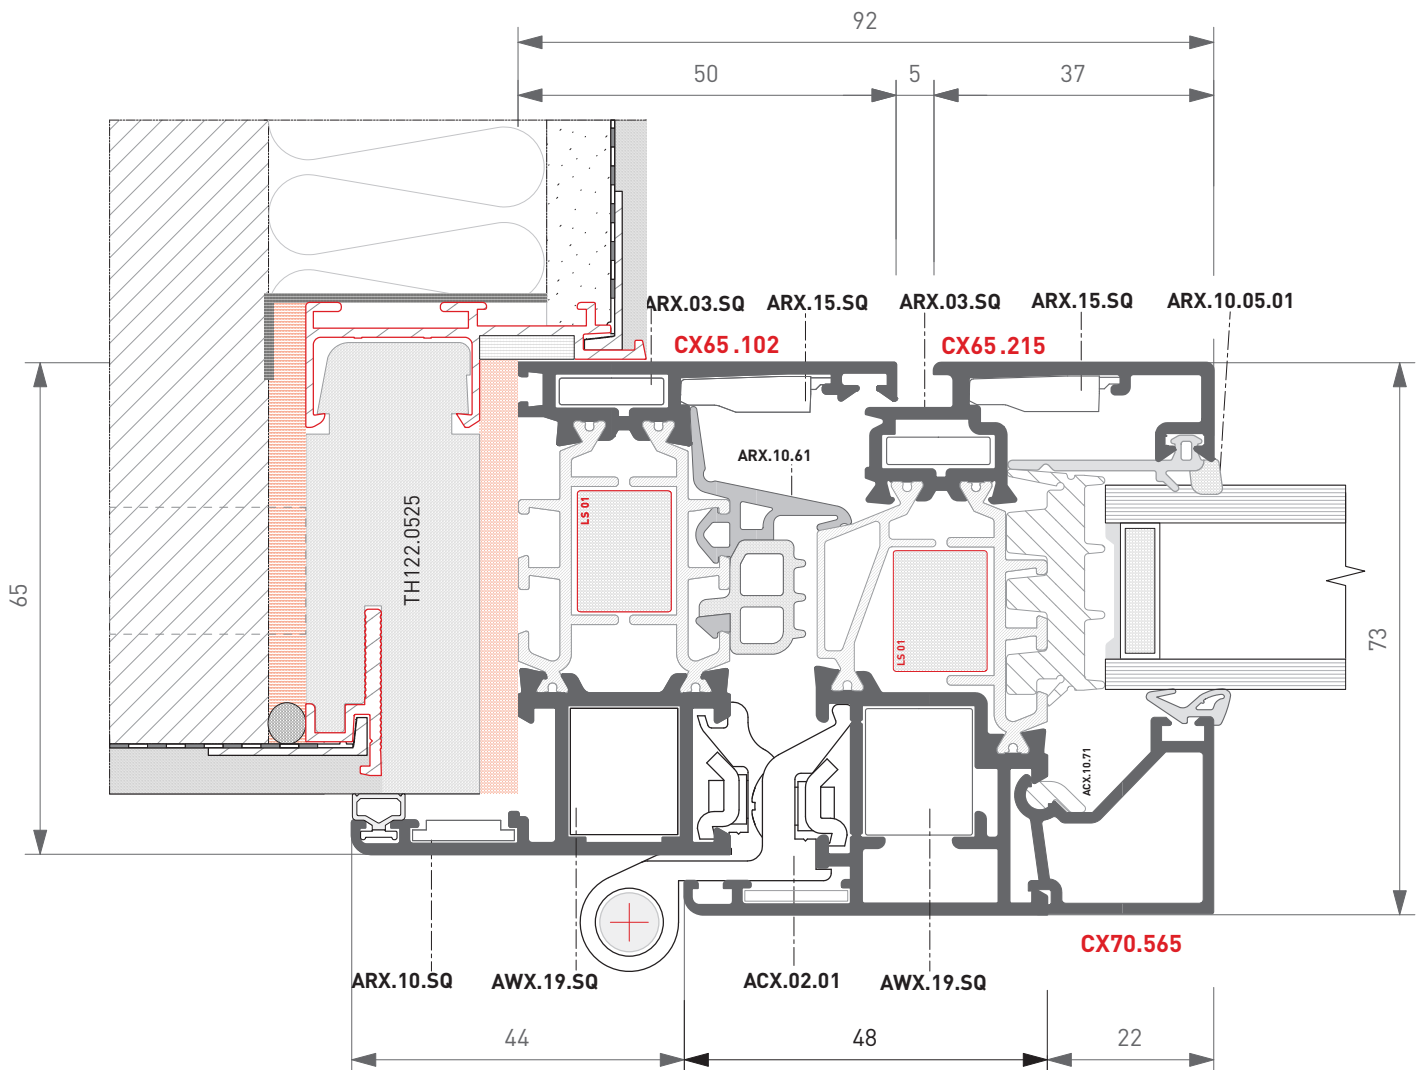 92
50 5 37
ARX.03.SQ ARX.15.SQ ARX.03.SQ ARX.15.SQ ARX.10.05.01
CX65.102 CX65.215
ARX.10.61
LS 01
TH122.0525
65
LS 01
73
ACX.10.71
CX70.565
ARX.10.SQ AWX.19.SQ ACX.02.01 AWX.19.SQ
44 48 22